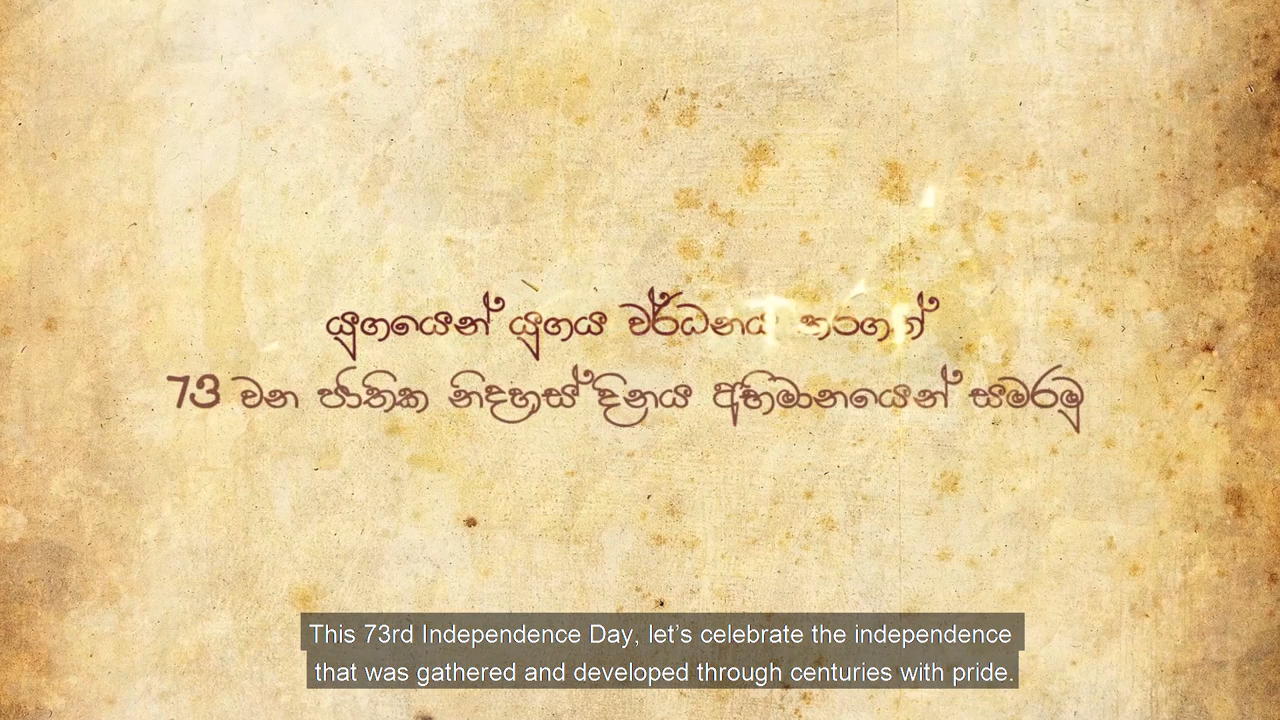 යුගයෙන් යුගය වර්ධනය කරගත්
73 වන ජාතික නිදහස් දිනය අභිමානයෙන් සමරමු
This 73rd Independence Day, let’s celebrate the independence
that was gathered and developed through centuries with pride.